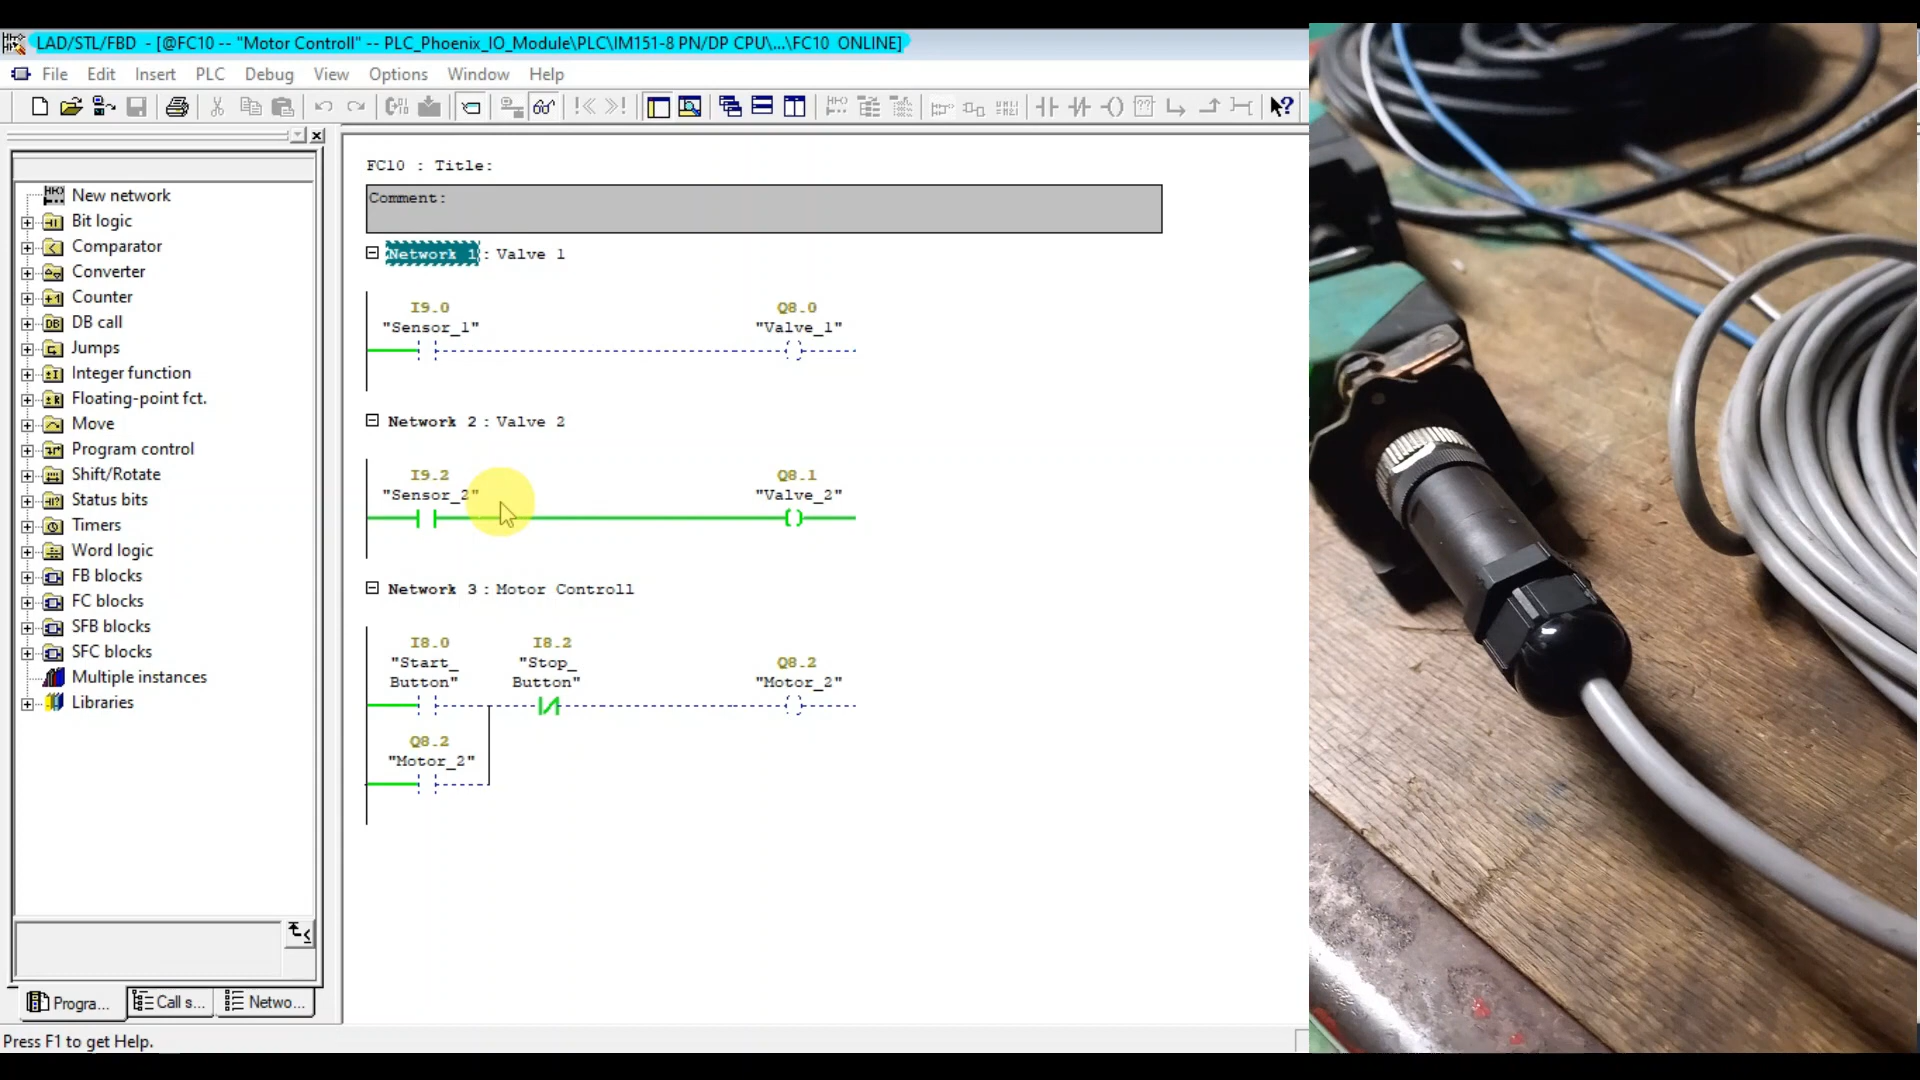 LAD/STL/FBD - [@FC10 -- "Motor Controll" -- PLC_Phoenix_IO_Module\PLC\IM151-8 PN/DP CPU\...\FC10 ONLINE]
File Edit Insert PLC Debug View Options Window Help
New network
Bit logic
Comparator
Converter
Counter
DB call
Jumps
Integer function
Floating-point fct.
Move
Program control
Shift/Rotate
Status bits
Timers
Word logic
FB blocks
FC blocks
SFB blocks
SFC blocks
Multiple instances
Libraries
Progra...
Call s...
Netwo...
FC10 : Title:
Comment:
Network 1: Valve 1
I9.0
"Sensor_1"
Q8.0
"Valve_1"
Network 2: Valve 2
I9.2
"Sensor_2"
Q8.1
"Valve_2"
Network 3: Motor Controll
I8.0
"Start_
Button"
I8.2
"Stop_
Button"
Q8.2
"Motor_2"
Q8.2
"Motor_2"
Press F1 to get Help.